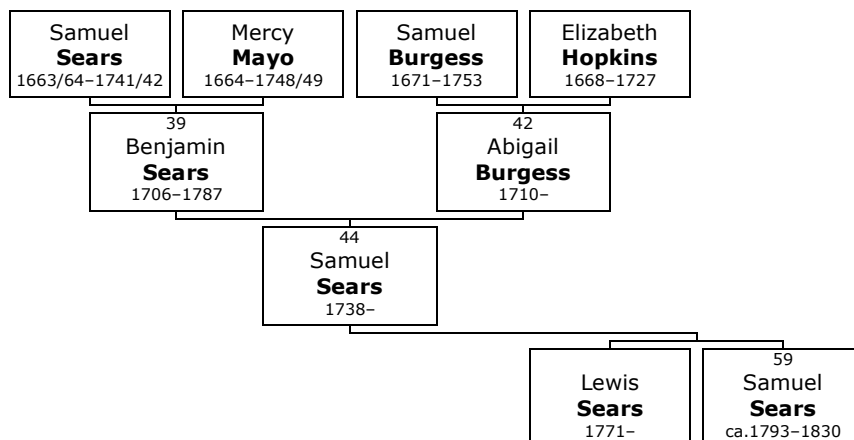 Samuel
Sears
1663/64–1741/42
Mercy
Mayo
1664–1748/49
Samuel
Burgess
1671–1753
Elizabeth
Hopkins
1668–1727
39
Benjamin
Sears
1706–1787
42
Abigail
Burgess
1710–
44
Samuel
Sears
1738–
Lewis
Sears
1771–
59
Samuel
Sears
ca.1793–1830